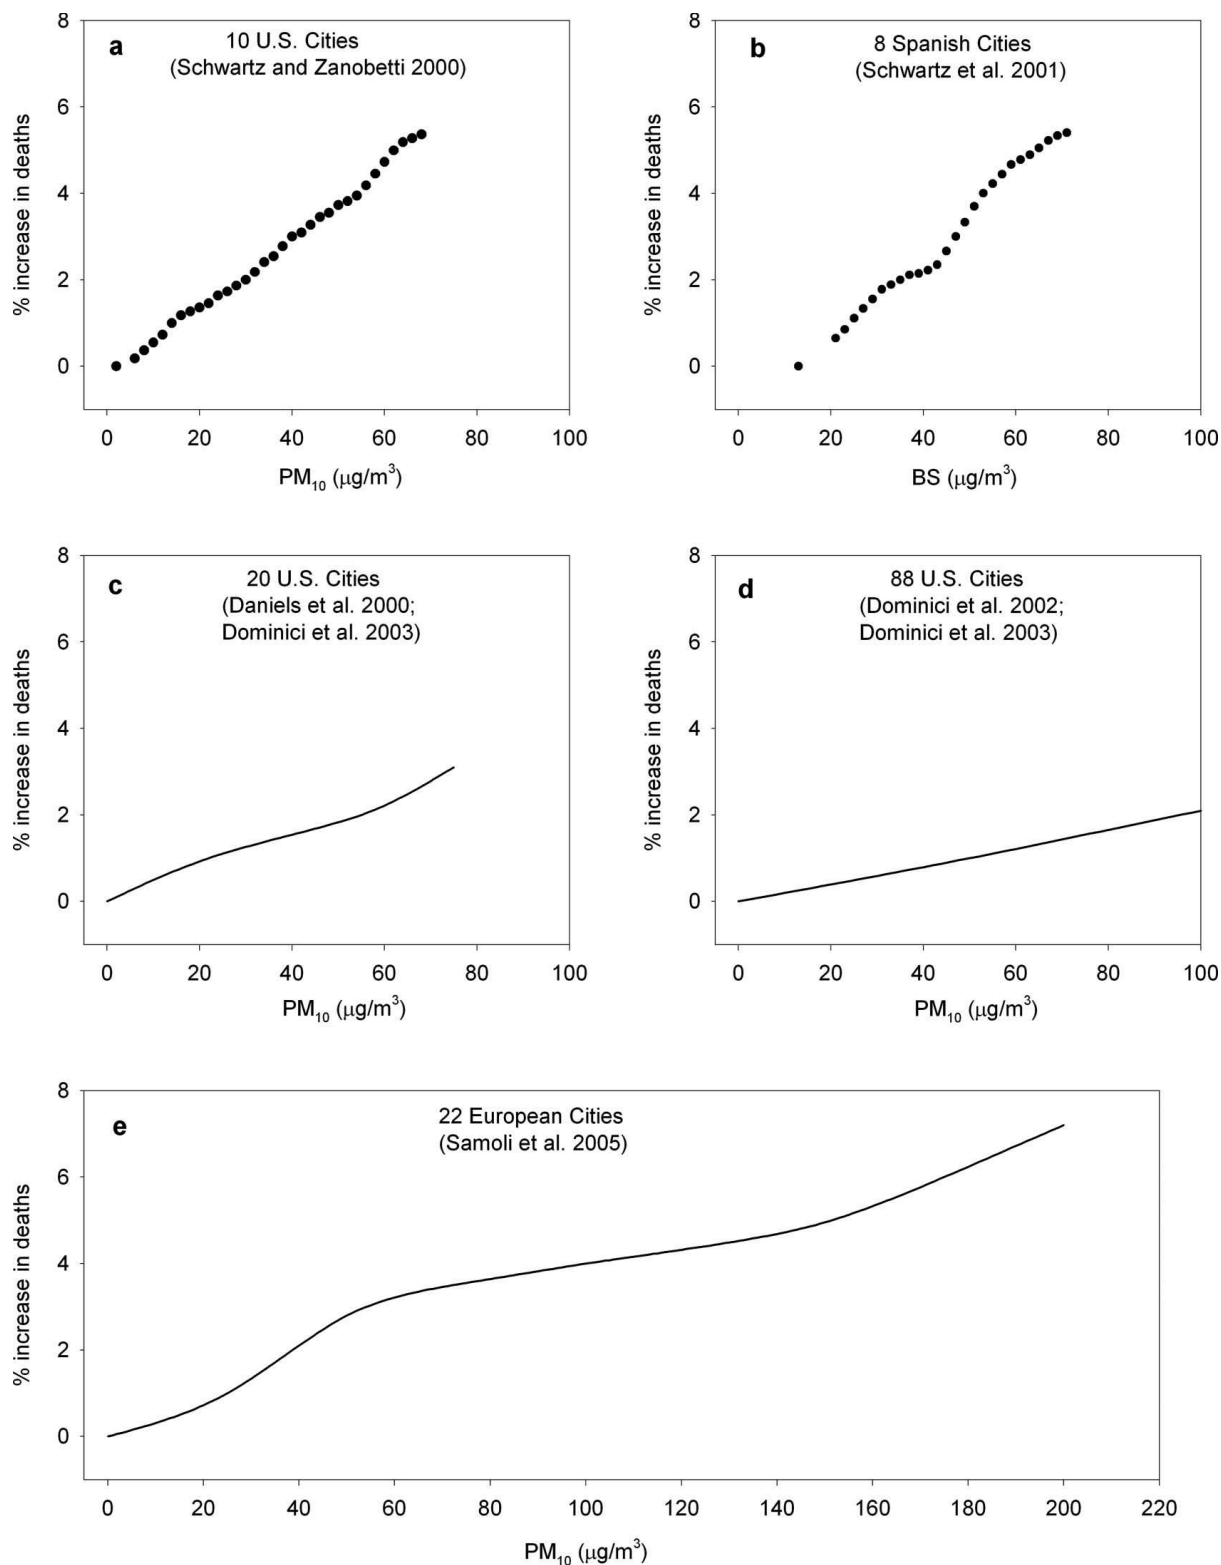 a
10 U.S. Cities
(Schwartz and Zanobetti 2000)
% increase in deaths
8
6
4
2
0
0 20 40 60 80 100
PM₁₀ (μg/m³)
b
8 Spanish Cities
(Schwartz et al. 2001)
% increase in deaths
8
6
4
2
0
0 20 40 60 80 100
BS (μg/m³)
c
20 U.S. Cities
(Daniels et al. 2000;
Dominici et al. 2003)
% increase in deaths
8
6
4
2
0
0 20 40 60 80 100
PM₁₀ (μg/m³)
d
88 U.S. Cities
(Dominici et al. 2002;
Dominici et al. 2003)
% increase in deaths
8
6
4
2
0
0 20 40 60 80 100
PM₁₀ (μg/m³)
e
22 European Cities
(Samoli et al. 2005)
% increase in deaths
8
6
4
2
0
0 20 40 60 80 100 120 140 160 180 200 220
PM₁₀ (μg/m³)